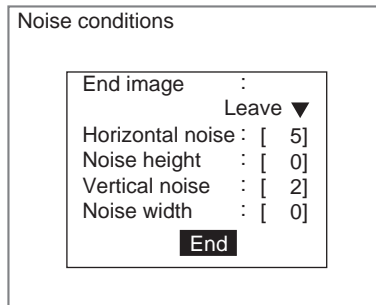 Noise conditions
End image :
Leave ▼
Horizontal noise : [ 5]
Noise height : [ 0]
Vertical noise : [ 2]
Noise width : [ 0]
End